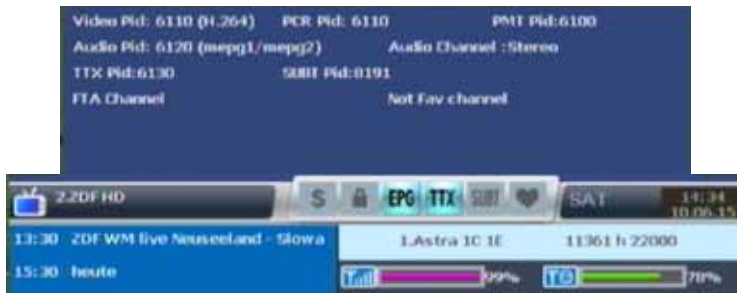 Video Pid: 6110 (H.264) PCR Pid: 6110 PMT Pid:6100
Audio Pid: 6120 (mepg1/mepg2) Audio Channel :Stereo
TTX Pid:6130 SUBT Pid:8191
FTA Channel Not Fav channel
2.ZDF HD $ EPG TTX SUBT SAT 14:34
10.06.15
13:30 ZDF WM live Neuseeland - Slowa 1.Astra 1C 1E 11361 h 22000
15:30 heute 99% 78%